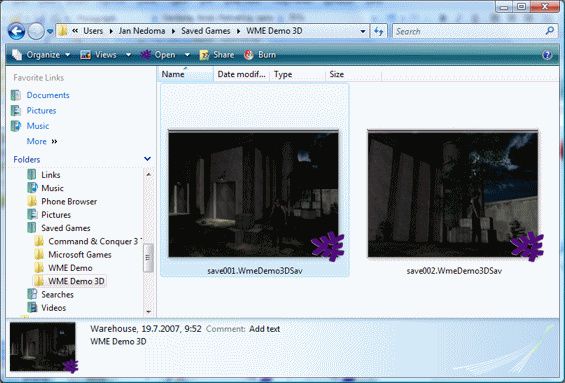 « Users ▸ Jan Nedoma ▸ Saved Games ▸ WME Demo 3D
Search
Organize Views Open Share Burn
Favorite Links
Documents
Pictures
Music
More »
Folders
Links
Music
Phone Browser
Pictures
Saved Games
Command & Conquer 3
Microsoft Games
WME Demo
WME Demo 3D
Searches
Videos
Name Date modif... Type Size
save001.WmeDemo3DSav
save002.WmeDemo3DSav
Warehouse, 19.7.2007, 9:52 Comment: Add text
WME Demo 3D